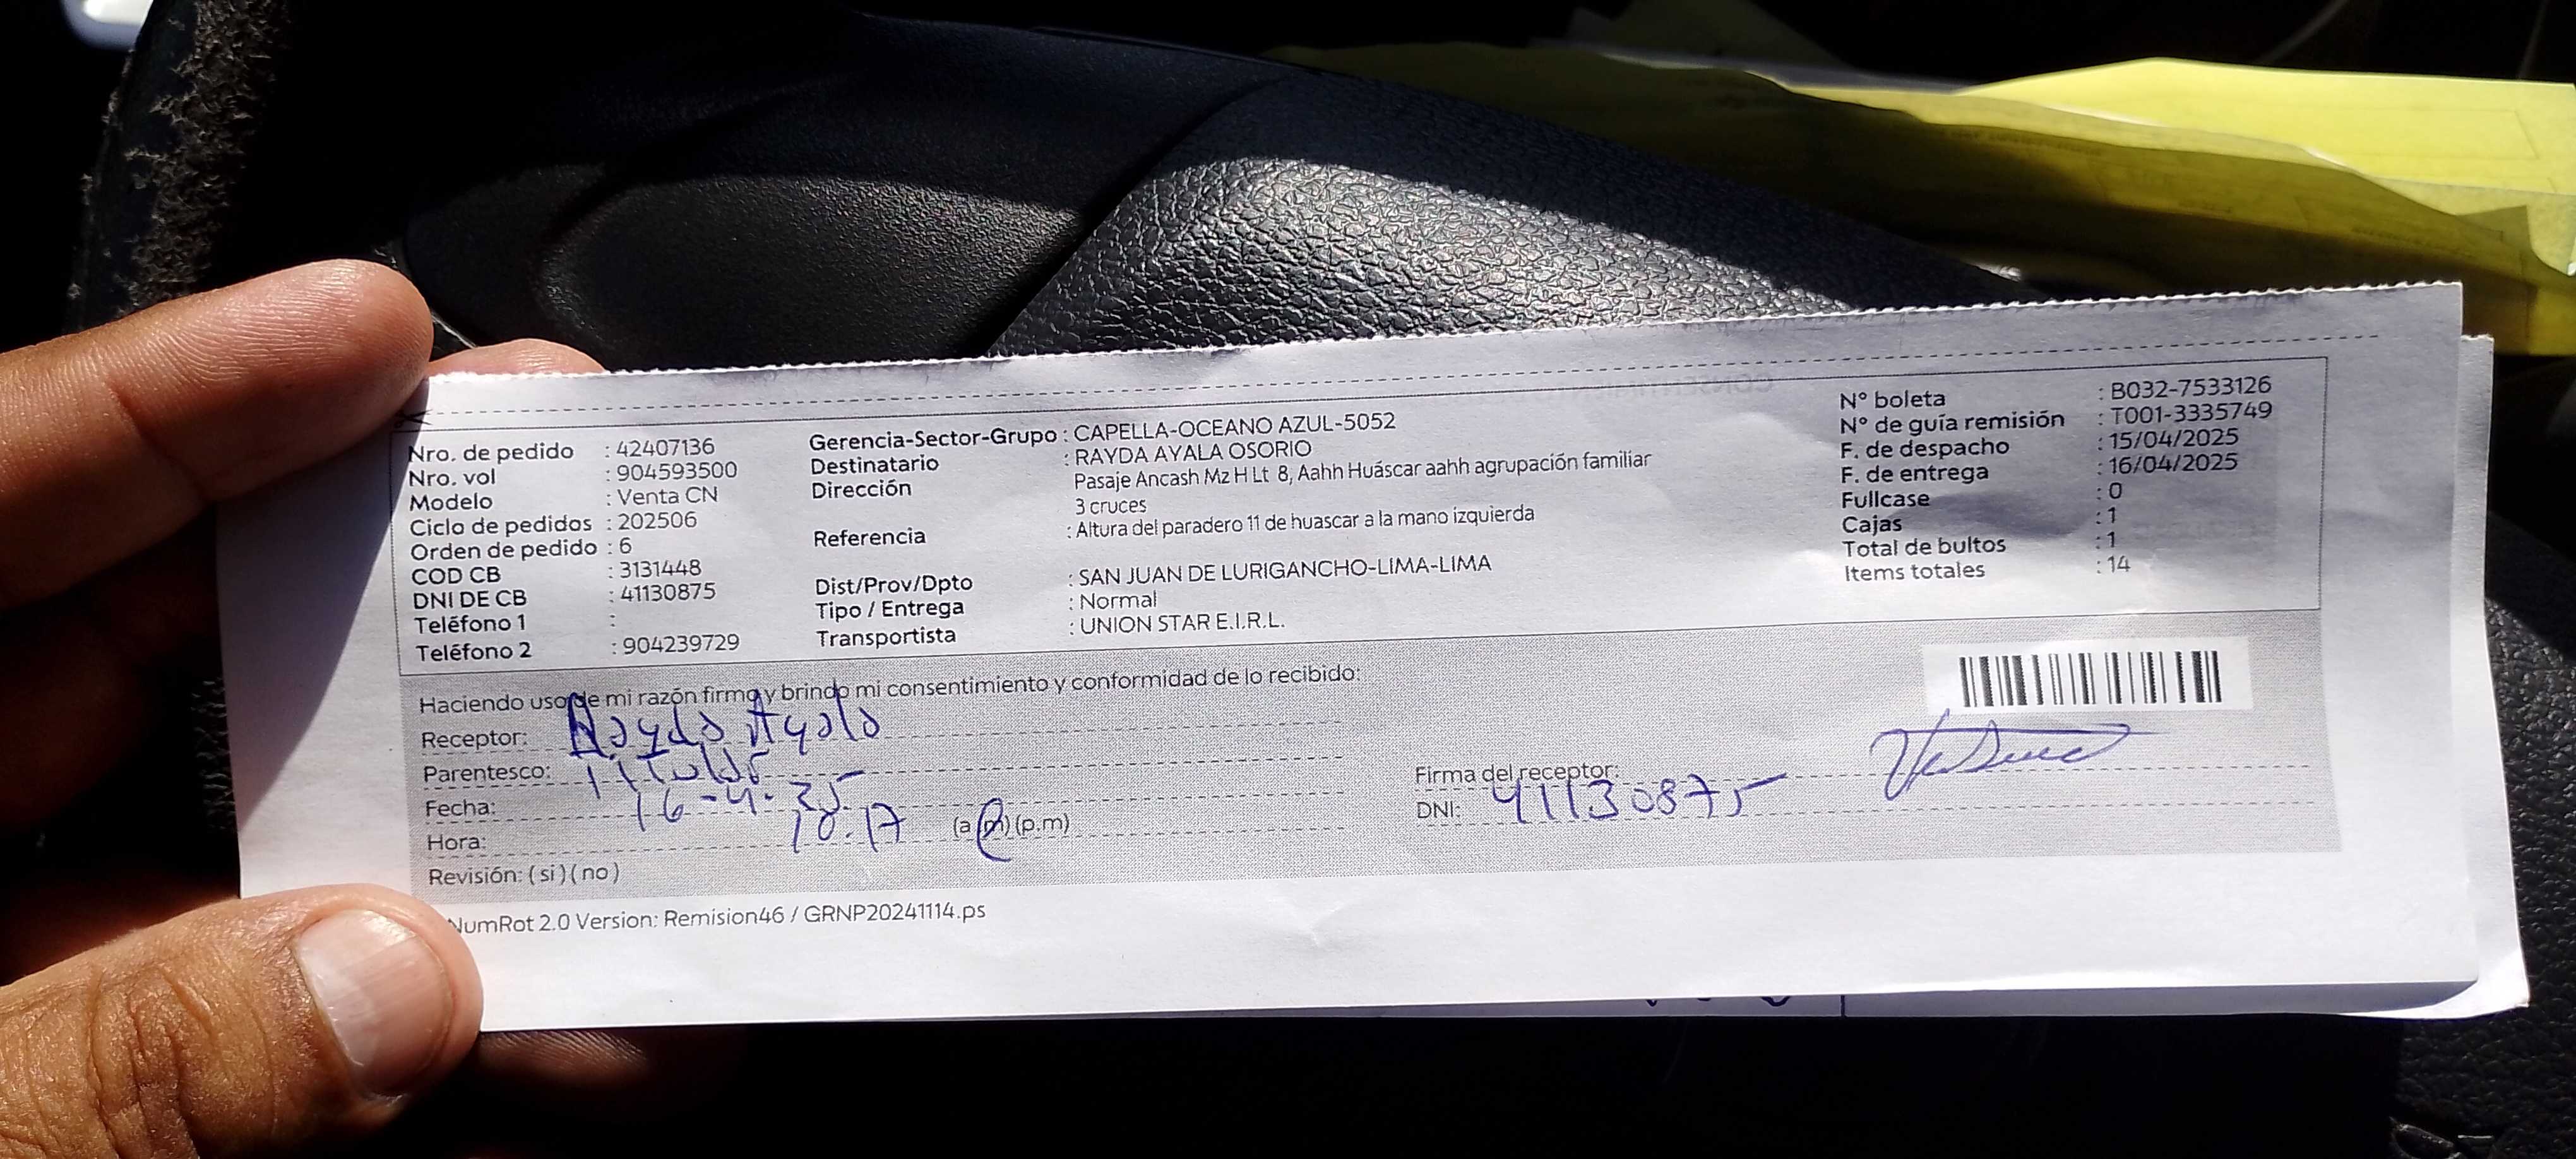 Nro. de pedido : 42407136
Nro. vol : 904593500
Modelo : Venta CN
Ciclo de pedidos : 202506
Orden de pedido : 6
COD CB : 3131448
DNI DE CB : 41130875
Teléfono 1 :
Teléfono 2 : 904239729
Gerencia-Sector-Grupo : CAPELLA-OCEANO AZUL-5052
Destinatario : RAYDA AYALA OSORIO
Dirección Pasaje Ancash Mz H Lt 8, Aahh Huáscar aahh agrupación familiar
3 cruces
Referencia : Altura del paradero 11 de huascar a la mano izquierda
Dist/Prov/Dpto : SAN JUAN DE LURIGANCHO-LIMA-LIMA
Tipo / Entrega : Normal
Transportista : UNION STAR E.I.R.L.
N° boleta : B032-7533126
N° de guía remisión : T001-3335749
F. de despacho : 15/04/2025
F. de entrega : 16/04/2025
Fullcase : 0
Cajas : 1
Total de bultos : 1
Items totales : 14
Haciendo uso de mi razón firmo y brindo mi consentimiento y conformidad de lo recibido:
Receptor: Rayda Ayala
Parentesco: Titular
Fecha: 16-4-25
Hora: 10:17 (a.m) (p.m)
Revisión: (si) (no)
Firma del receptor:
DNI: 41130875
NumRot 2.0 Version: Remision46 / GRNP20241114.ps